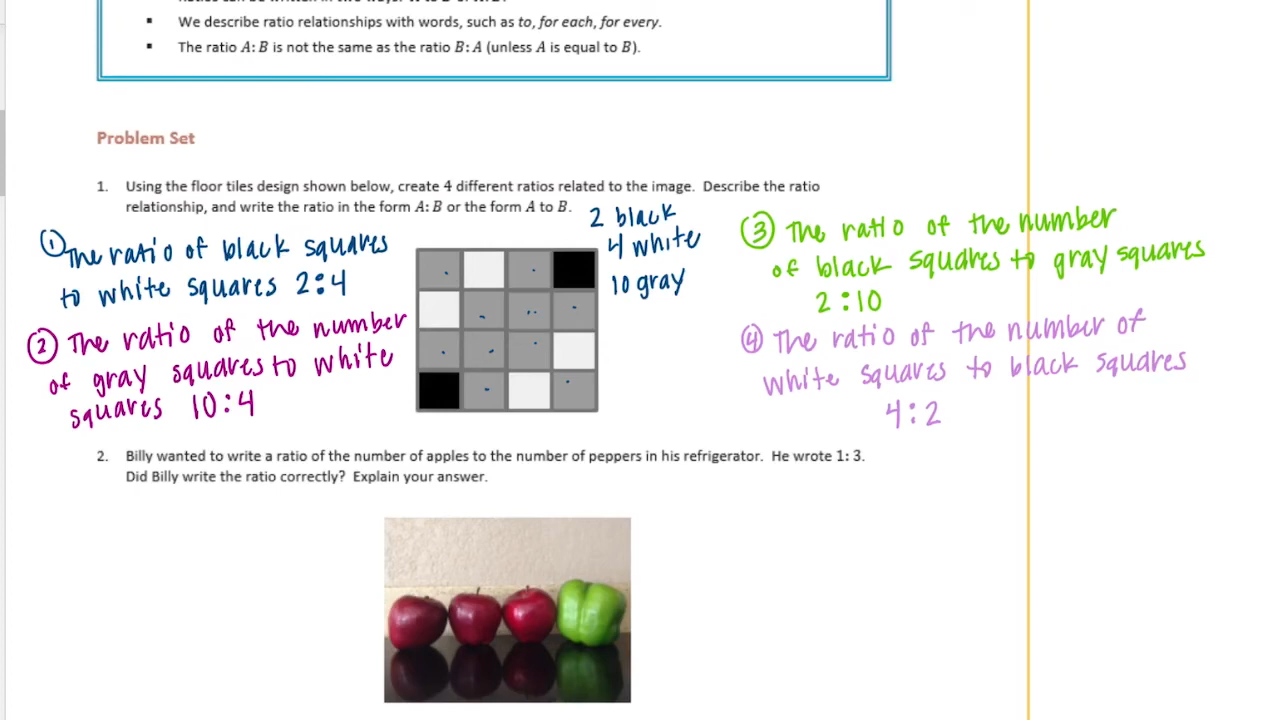 ▪ We describe ratio relationships with words, such as to, for each, for every.
▪ The ratio A:B is not the same as the ratio B:A (unless A is equal to B).
Problem Set
1. Using the floor tiles design shown below, create 4 different ratios related to the image. Describe the ratio
relationship, and write the ratio in the form A:B or the form A to B.
① The ratio of black squares
to white squares 2:4
② The ratio of the number
of gray squares to white
squares 10:4
2 black
4 white
10 gray
③ The ratio of the number
of black squares to gray squares
2:10
④ The ratio of the number of
white squares to black squares
4:2
2. Billy wanted to write a ratio of the number of apples to the number of peppers in his refrigerator. He wrote 1:3.
Did Billy write the ratio correctly? Explain your answer.